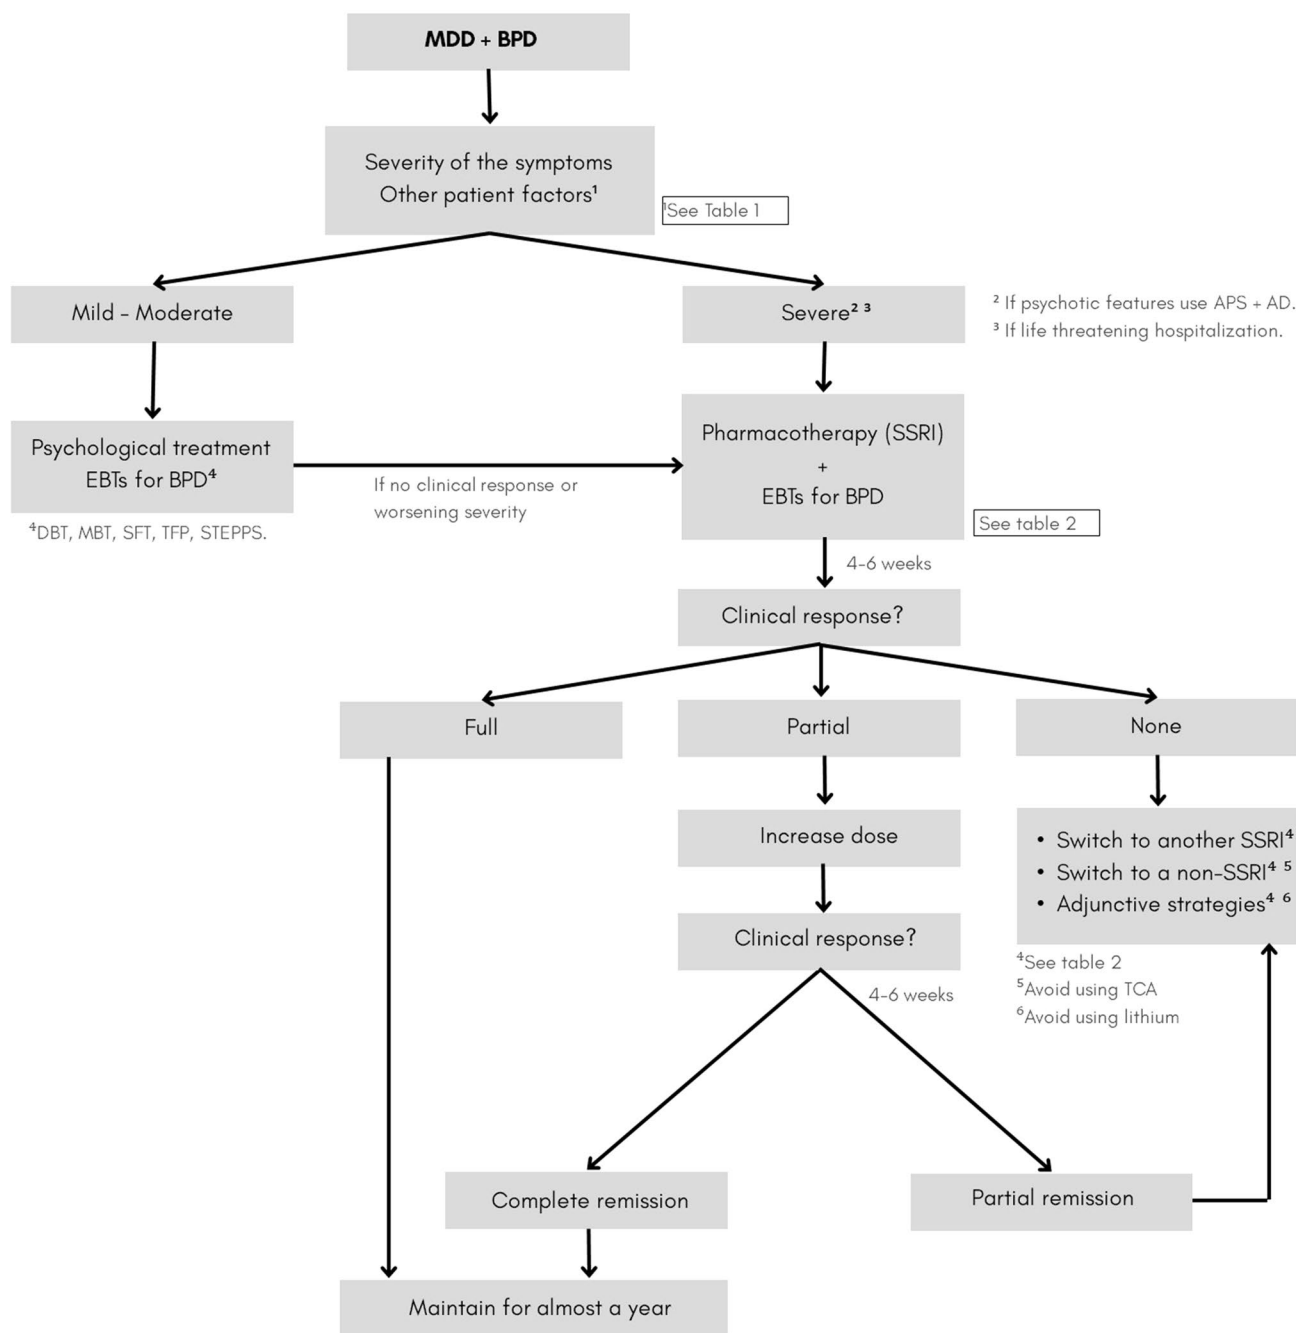 MDD + BPD
Severity of the symptoms
Other patient factors¹
¹See Table 1
Mild - Moderate
Severe² ³
² If psychotic features use APS + AD.
³ If life threatening hospitalization.
Psychological treatment
EBTs for BPD⁴
If no clinical response or
worsening severity
⁴DBT, MBT, SFT, TFP, STEPPS.
Pharmacotherapy (SSRI)
+
EBTs for BPD
See table 2
4-6 weeks
Clinical response?
Full
Partial
None
Increase dose
• Switch to another SSRI⁴
• Switch to a non-SSRI⁴ ⁵
• Adjunctive strategies⁴ ⁶
Clinical response?
⁴See table 2
⁵Avoid using TCA
⁶Avoid using lithium
4-6 weeks
Complete remission
Partial remission
Maintain for almost a year